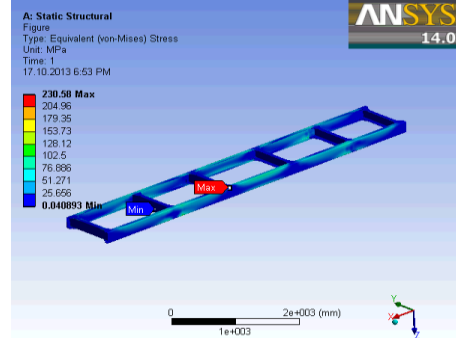 A: Static Structural
Figure
Type: Equivalent (von-Mises) Stress
Unit: MPa
Time: 1
17.10.2013 6:53 PM
ANSYS
14.0
230.58 Max
204.96
179.35
153.73
128.12
102.5
76.886
51.271
25.656
0.040893 Min
Max
Min
0
2e+003 (mm)
1e+003
Y
X
Z